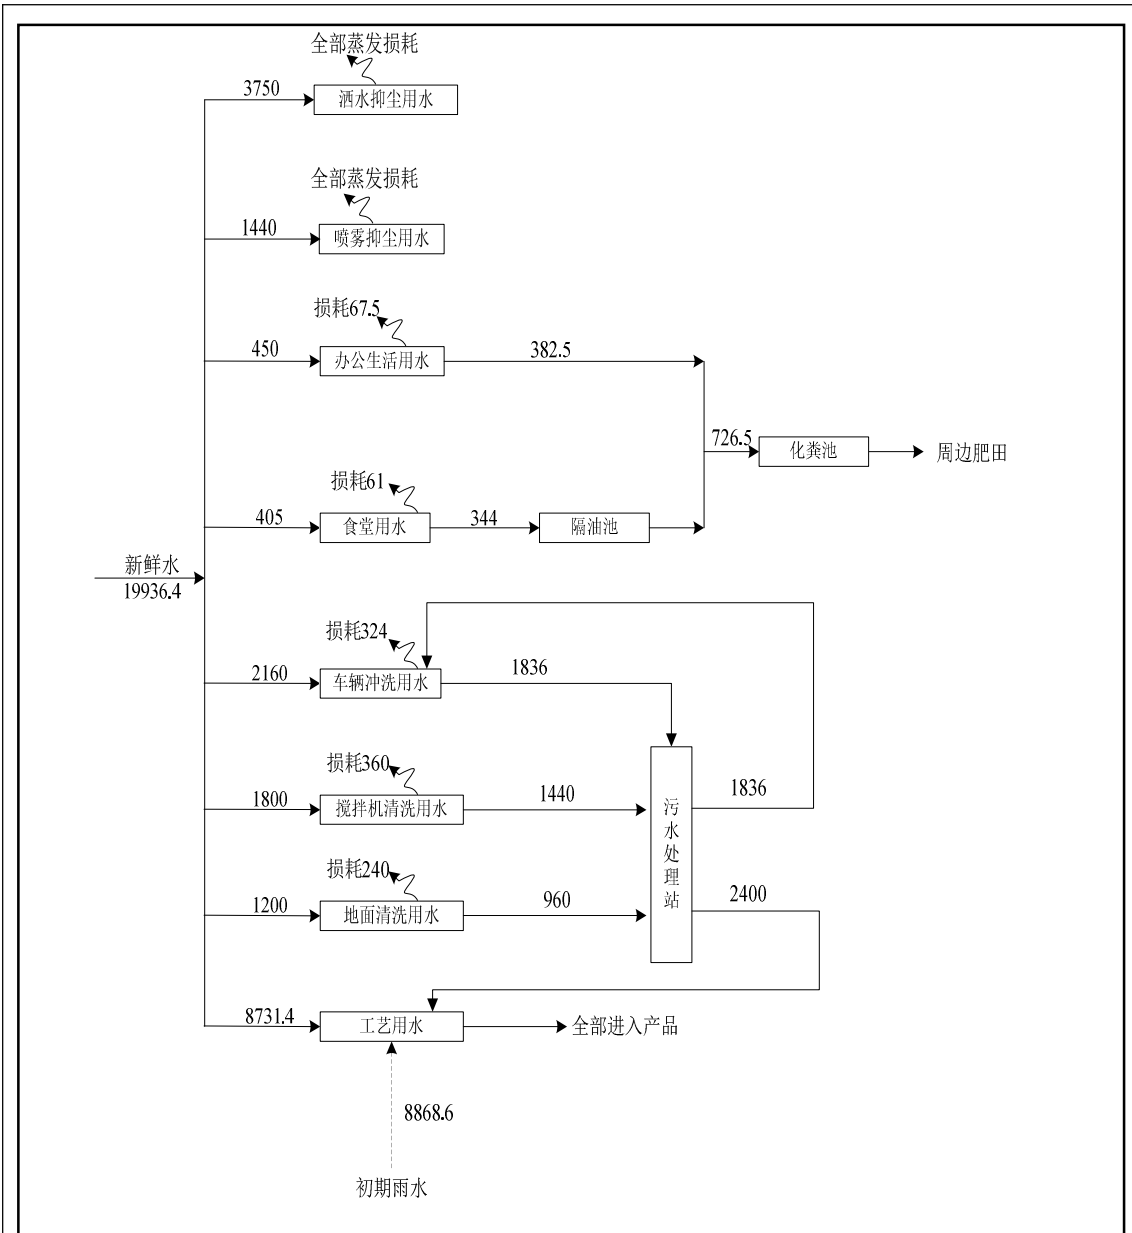 全部蒸发损耗
3750
洒水抑尘用水
全部蒸发损耗
1440
喷雾抑尘用水
损耗67.5
450
办公生活用水
382.5
726.5
化粪池
周边肥田
损耗61
405
食堂用水
344
隔油池
新鲜水
19936.4
损耗324
2160
车辆冲洗用水
1836
损耗360
1800
搅拌机清洗用水
1440
污水处理站
1836
损耗240
1200
地面清洗用水
960
2400
8731.4
工艺用水
全部进入产品
8868.6
初期雨水